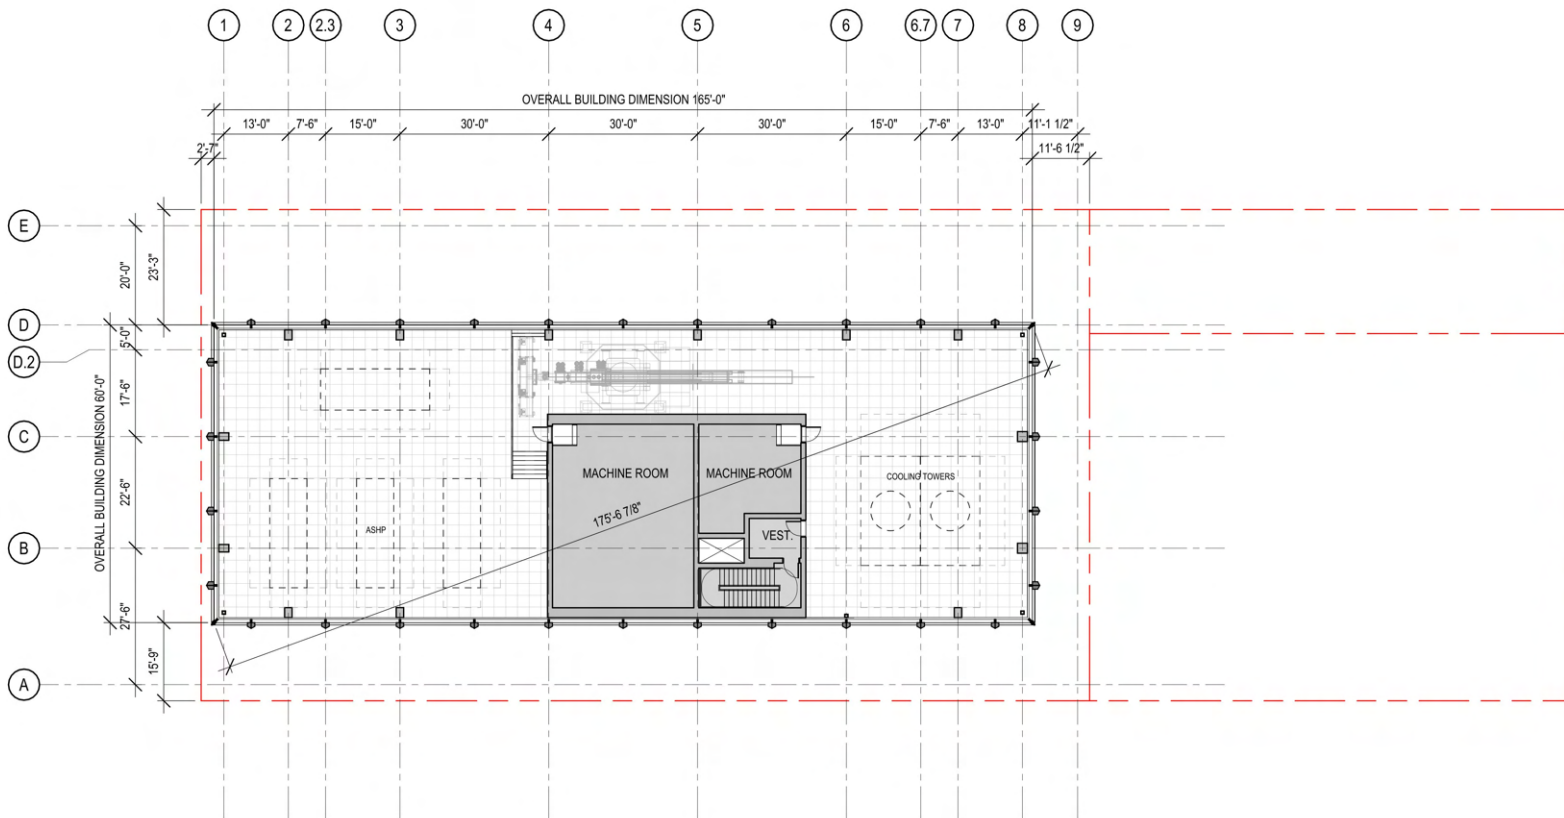 1 2 2.3 3 4 5 6 6.7 7 8 9
OVERALL BUILDING DIMENSION 165'-0"
13'-0" 7'-6" 15'-0" 30'-0" 30'-0" 30'-0" 15'-0" 7'-6" 13'-0" 11'-1 1/2"
2'-7" 11'-6 1/2"
E
20'-0"
23'-3"
D
5'-0"
D.2
17'-6"
OVERALL BUILDING DIMENSION 60'-0"
C
MACHINE ROOM MACHINE ROOM
COOLING TOWERS
22'-6"
175'-6 7/8"
ASHP
VEST.
B
27'-6"
15'-9"
A